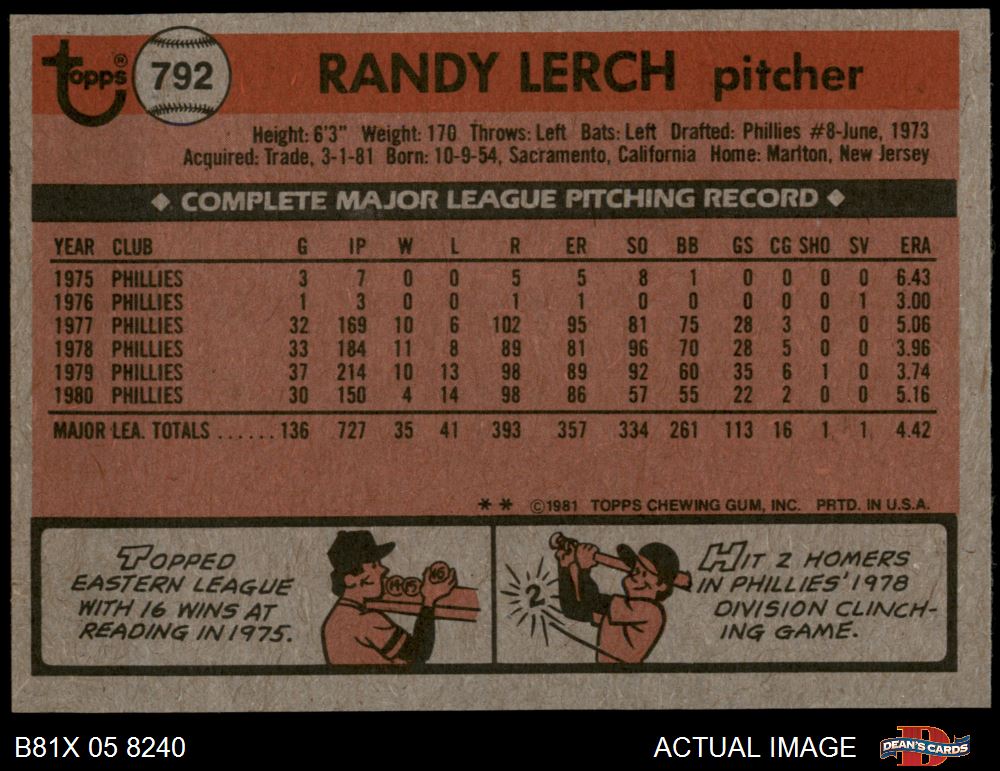 Topps® 792 RANDY LERCH pitcher
Height: 6'3" Weight: 170 Throws: Left Bats: Left Drafted: Phillies #8-June, 1973
Acquired: Trade, 3-1-81 Born: 10-9-54, Sacramento, California Home: Marlton, New Jersey
◆ COMPLETE MAJOR LEAGUE PITCHING RECORD ◆
YEAR CLUB G IP W L R ER SO BB GS CG SHO SV ERA
1975 PHILLIES 3 7 0 0 5 5 8 1 0 0 0 0 6.43
1976 PHILLIES 1 3 0 0 1 1 0 0 0 0 0 1 3.00
1977 PHILLIES 32 169 10 6 102 95 81 75 28 3 0 0 5.06
1978 PHILLIES 33 184 11 8 89 81 96 70 28 5 0 0 3.96
1979 PHILLIES 37 214 10 13 98 89 92 60 35 6 1 0 3.74
1980 PHILLIES 30 150 4 14 98 86 57 55 22 2 0 0 5.16
MAJOR LEA. TOTALS ...... 136 727 35 41 393 357 334 261 113 16 1 1 4.42
** ©1981 TOPPS CHEWING GUM, INC. PRTD. IN U.S.A.
TOPPED
EASTERN LEAGUE
WITH 16 WINS AT
READING IN 1975.
14 15 16
2
HIT 2 HOMERS
IN PHILLIES' 1978
DIVISION CLINCH-
ING GAME.
B81X 05 8240 ACTUAL IMAGE DEAN'S CARDS